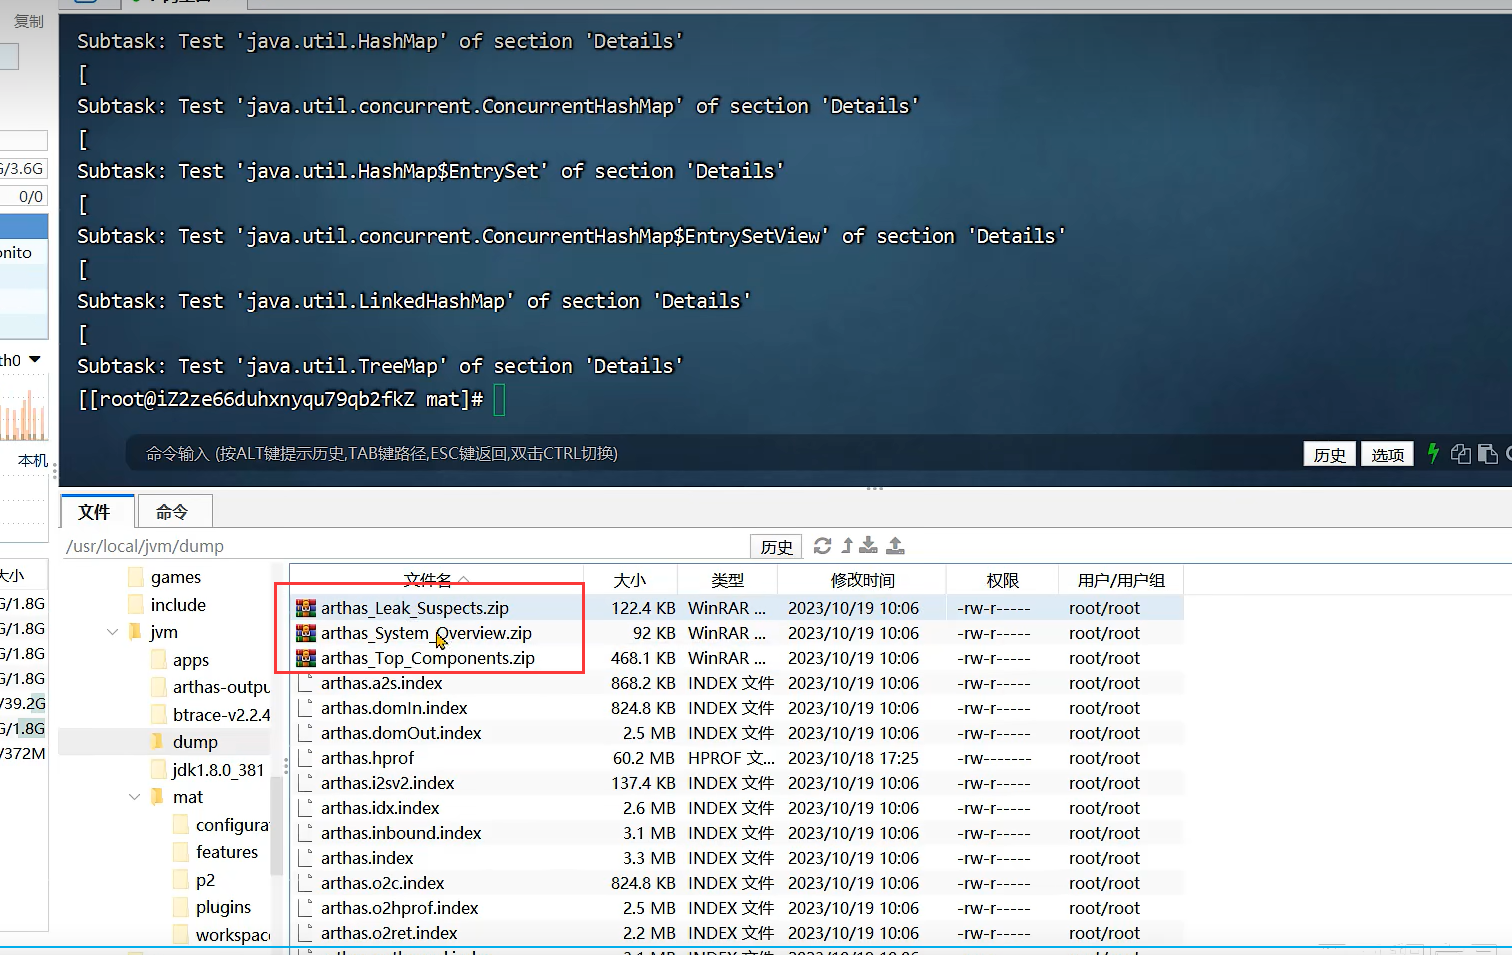 复制
Subtask: Test 'java.util.HashMap' of section 'Details'
[
Subtask: Test 'java.util.concurrent.ConcurrentHashMap' of section 'Details'
[
Subtask: Test 'java.util.HashMap$EntrySet' of section 'Details'
[
Subtask: Test 'java.util.concurrent.ConcurrentHashMap$EntrySetView' of section 'Details'
[
Subtask: Test 'java.util.LinkedHashMap' of section 'Details'
[
Subtask: Test 'java.util.TreeMap' of section 'Details'
[[root@iZ2ze66duhxnyqu79qb2fkZ mat]#
命令输入 (按ALT键提示历史,TAB键路径,ESC键返回,双击CTRL切换)
历史 选项
G/3.6G
0/0
onito
th0
本机
大小
G/1.8G
G/1.8G
G/1.8G
G/1.8G
/39.2G
G/1.8G
/372M
文件 命令
/usr/local/jvm/dump
历史
games
include
jvm
apps
arthas-outpu
btrace-v2.2.4
dump
jdk1.8.0_381
mat
configura
features
p2
plugins
workspac
文件名 大小 类型 修改时间 权限 用户/用户组
arthas_Leak_Suspects.zip 122.4 KB WinRAR ... 2023/10/19 10:06 -rw-r----- root/root
arthas_System_Overview.zip 92 KB WinRAR ... 2023/10/19 10:06 -rw-r----- root/root
arthas_Top_Components.zip 468.1 KB WinRAR ... 2023/10/19 10:06 -rw-r----- root/root
arthas.a2s.index 868.2 KB INDEX 文件 2023/10/19 10:06 -rw-r----- root/root
arthas.domIn.index 824.8 KB INDEX 文件 2023/10/19 10:06 -rw-r----- root/root
arthas.domOut.index 2.5 MB INDEX 文件 2023/10/19 10:06 -rw-r----- root/root
arthas.hprof 60.2 MB HPROF 文... 2023/10/18 17:25 -rw------- root/root
arthas.i2sv2.index 137.4 KB INDEX 文件 2023/10/19 10:06 -rw-r----- root/root
arthas.idx.index 2.6 MB INDEX 文件 2023/10/19 10:06 -rw-r----- root/root
arthas.inbound.index 3.1 MB INDEX 文件 2023/10/19 10:06 -rw-r----- root/root
arthas.index 3.3 MB INDEX 文件 2023/10/19 10:06 -rw-r----- root/root
arthas.o2c.index 824.8 KB INDEX 文件 2023/10/19 10:06 -rw-r----- root/root
arthas.o2hprof.index 2.5 MB INDEX 文件 2023/10/19 10:06 -rw-r----- root/root
arthas.o2ret.index 2.2 MB INDEX 文件 2023/10/19 10:06 -rw-r----- root/root